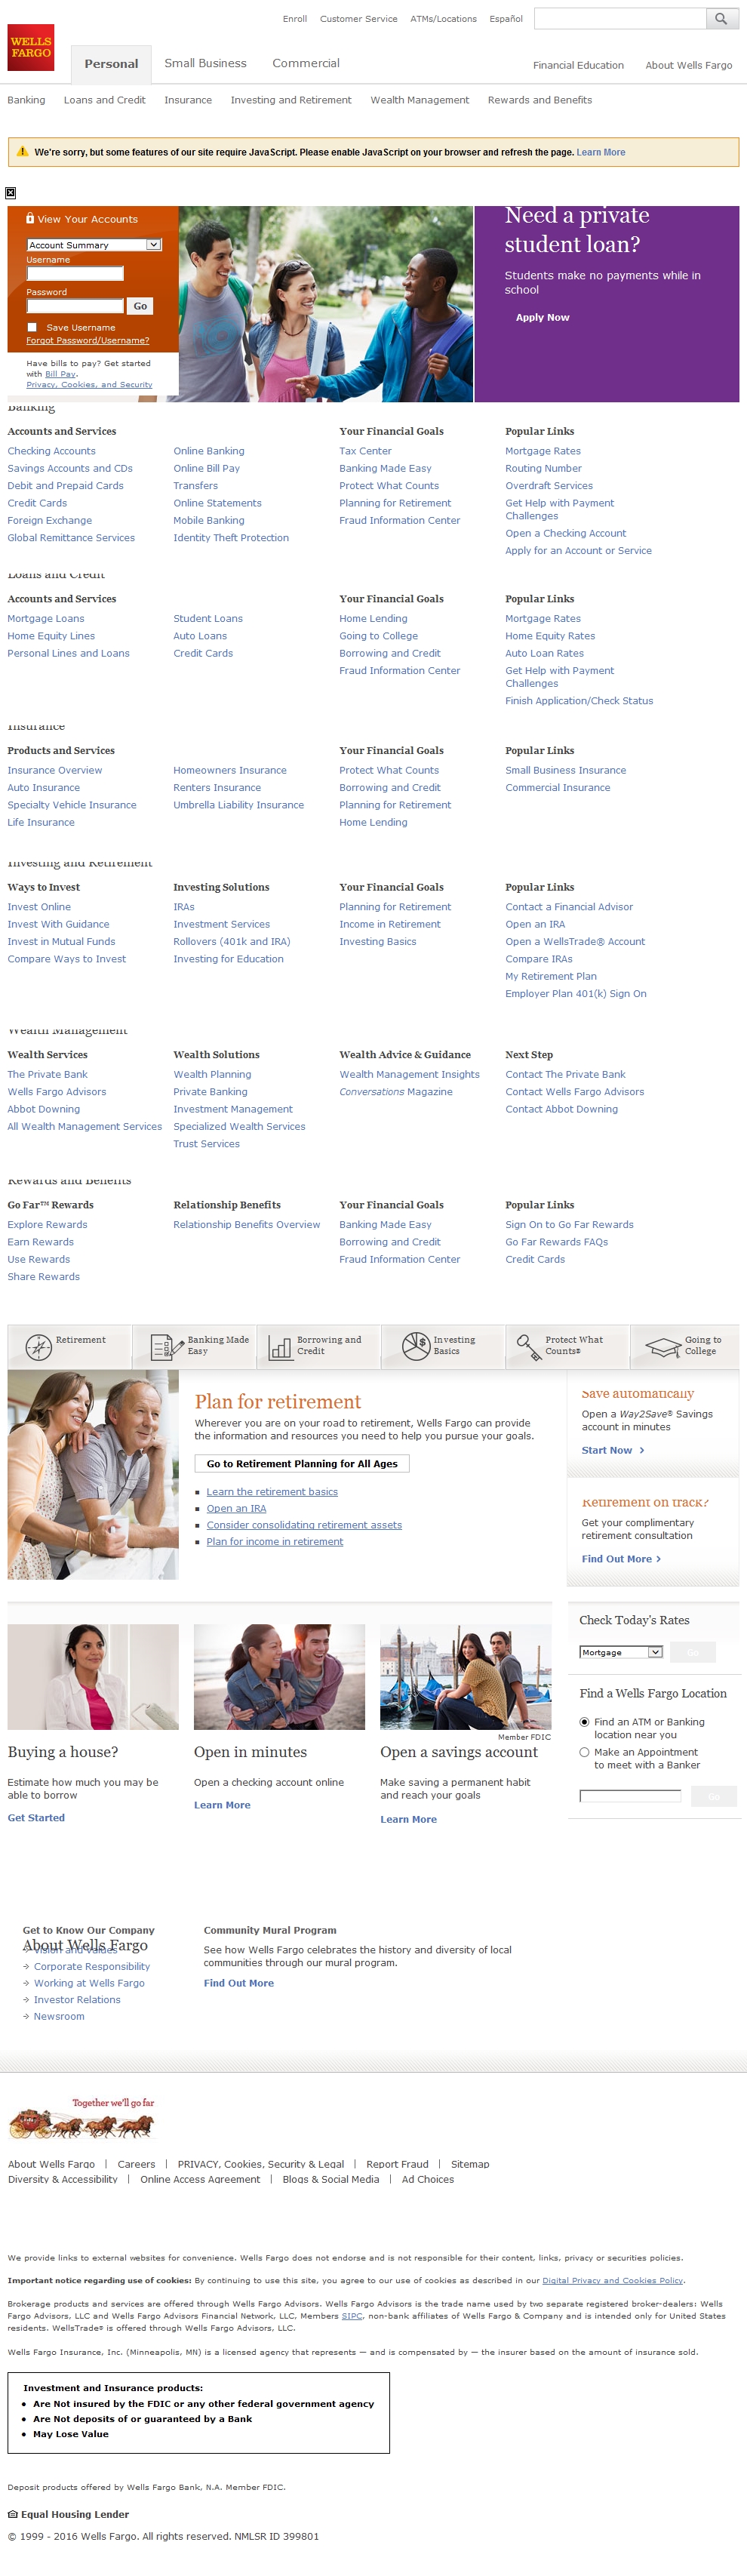 Enroll Customer Service ATMs/Locations Español
WELLS
FARGO
Personal Small Business Commercial
Financial Education About Wells Fargo
Banking Loans and Credit Insurance Investing and Retirement Wealth Management Rewards and Benefits
We're sorry, but some features of our site require JavaScript. Please enable JavaScript on your browser and refresh the page. Learn More
View Your Accounts
Account Summary
Username
Password
Go
Save Username
Forgot Password/Username?
Have bills to pay? Get started
with Bill Pay.
Privacy, Cookies, and Security
Need a private
student loan?
Students make no payments while in
school
Apply Now
Banking
Accounts and Services Your Financial Goals Popular Links
Checking Accounts Online Banking Tax Center Mortgage Rates
Savings Accounts and CDs Online Bill Pay Banking Made Easy Routing Number
Debit and Prepaid Cards Transfers Protect What Counts Overdraft Services
Credit Cards Online Statements Planning for Retirement Get Help with Payment
Challenges
Foreign Exchange Mobile Banking Fraud Information Center
Open a Checking Account
Global Remittance Services Identity Theft Protection
Apply for an Account or Service
Loans and Credit
Accounts and Services Your Financial Goals Popular Links
Mortgage Loans Student Loans Home Lending Mortgage Rates
Home Equity Lines Auto Loans Going to College Home Equity Rates
Personal Lines and Loans Credit Cards Borrowing and Credit Auto Loan Rates
Fraud Information Center Get Help with Payment
Challenges
Finish Application/Check Status
Insurance
Products and Services Your Financial Goals Popular Links
Insurance Overview Homeowners Insurance Protect What Counts Small Business Insurance
Auto Insurance Renters Insurance Borrowing and Credit Commercial Insurance
Specialty Vehicle Insurance Umbrella Liability Insurance Planning for Retirement
Life Insurance Home Lending
Investing and Retirement
Ways to Invest Investing Solutions Your Financial Goals Popular Links
Invest Online IRAs Planning for Retirement Contact a Financial Advisor
Invest With Guidance Investment Services Income in Retirement Open an IRA
Invest in Mutual Funds Rollovers (401k and IRA) Investing Basics Open a WellsTrade® Account
Compare Ways to Invest Investing for Education Compare IRAs
My Retirement Plan
Employer Plan 401(k) Sign On
Wealth Management
Wealth Services Wealth Solutions Wealth Advice & Guidance Next Step
The Private Bank Wealth Planning Wealth Management Insights Contact The Private Bank
Wells Fargo Advisors Private Banking Conversations Magazine Contact Wells Fargo Advisors
Abbot Downing Investment Management Contact Abbot Downing
All Wealth Management Services Specialized Wealth Services
Trust Services
Rewards and Benefits
Go Far™ Rewards Relationship Benefits Your Financial Goals Popular Links
Explore Rewards Relationship Benefits Overview Banking Made Easy Sign On to Go Far Rewards
Earn Rewards Borrowing and Credit Go Far Rewards FAQs
Use Rewards Fraud Information Center Credit Cards
Share Rewards
Retirement
Banking Made
Easy
Borrowing and
Credit
Investing
Basics
Protect What
Counts®
Going to
College
Plan for retirement
Wherever you are on your road to retirement, Wells Fargo can provide
the information and resources you need to help you pursue your goals.
Go to Retirement Planning for All Ages
Learn the retirement basics
Open an IRA
Consider consolidating retirement assets
Plan for income in retirement
Save automatically
Open a Way2Save® Savings
account in minutes
Start Now
Retirement on track?
Get your complimentary
retirement consultation
Find Out More
Buying a house?
Estimate how much you may be
able to borrow
Get Started
Open in minutes
Open a checking account online
Learn More
Member FDIC
Open a savings account
Make saving a permanent habit
and reach your goals
Learn More
Check Today's Rates
Mortgage Go
Find a Wells Fargo Location
Find an ATM or Banking
location near you
Make an Appointment
to meet with a Banker
Go
Get to Know Our Company
About Wells Fargo
Vision and Values
Corporate Responsibility
Working at Wells Fargo
Investor Relations
Newsroom
Community Mural Program
See how Wells Fargo celebrates the history and diversity of local
communities through our mural program.
Find Out More
Together we'll go far
About Wells Fargo | Careers | PRIVACY, Cookies, Security & Legal | Report Fraud | Sitemap
Diversity & Accessibility | Online Access Agreement | Blogs & Social Media | Ad Choices
We provide links to external websites for convenience. Wells Fargo does not endorse and is not responsible for their content, links, privacy or securities policies.
Important notice regarding use of cookies: By continuing to use this site, you agree to our use of cookies as described in our Digital Privacy and Cookies Policy.
Brokerage products and services are offered through Wells Fargo Advisors. Wells Fargo Advisors is the trade name used by two separate registered broker-dealers: Wells
Fargo Advisors, LLC and Wells Fargo Advisors Financial Network, LLC, Members SIPC, non-bank affiliates of Wells Fargo & Company and is intended only for United States
residents. WellsTrade® is offered through Wells Fargo Advisors, LLC.
Wells Fargo Insurance, Inc. (Minneapolis, MN) is a licensed agency that represents — and is compensated by — the insurer based on the amount of insurance sold.
Investment and Insurance products:
• Are Not insured by the FDIC or any other federal government agency
• Are Not deposits of or guaranteed by a Bank
• May Lose Value
Deposit products offered by Wells Fargo Bank, N.A. Member FDIC.
Equal Housing Lender
© 1999 - 2016 Wells Fargo. All rights reserved. NMLSR ID 399801